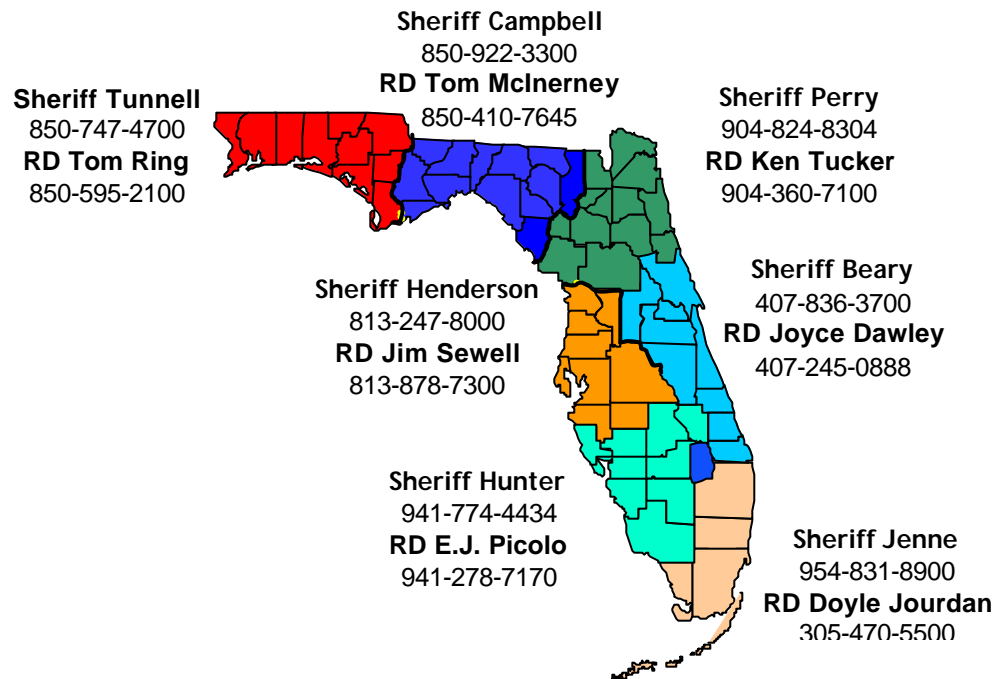 Sheriff Campbell
850-922-3300
RD Tom McInerney
850-410-7645
Sheriff Tunnell
850-747-4700
RD Tom Ring
850-595-2100
Sheriff Perry
904-824-8304
RD Ken Tucker
904-360-7100
Sheriff Beary
407-836-3700
RD Joyce Dawley
407-245-0888
Sheriff Henderson
813-247-8000
RD Jim Sewell
813-878-7300
Sheriff Hunter
941-774-4434
RD E.J. Picolo
941-278-7170
Sheriff Jenne
954-831-8900
RD Doyle Jourdan
305-470-5500